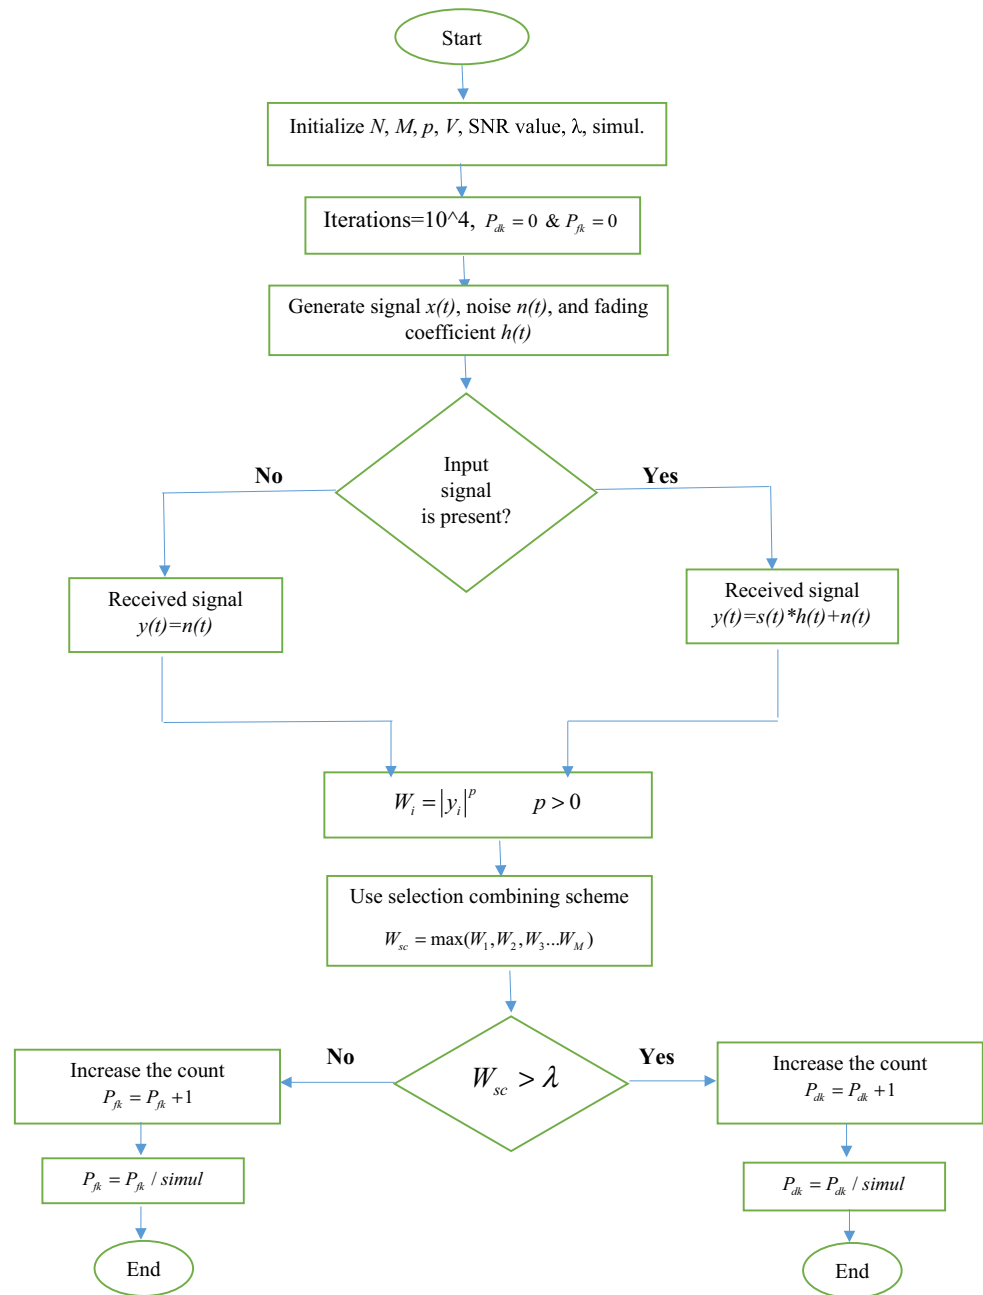 Start
Initialize N, M, p, V, SNR value, λ, simul.
Iterations=10^4, P_dk = 0 & P_fk = 0
Generate signal x(t), noise n(t), and fading
coefficient h(t)
Input
signal
is present?
No
Yes
Received signal
y(t)=n(t)
Received signal
y(t)=s(t)*h(t)+n(t)
W_i = |y_i|^p p > 0
Use selection combining scheme
W_sc = max(W_1, W_2, W_3...W_M)
W_sc > λ
No
Yes
Increase the count
P_fk = P_fk + 1
Increase the count
P_dk = P_dk + 1
P_fk = P_fk / simul
P_dk = P_dk / simul
End
End